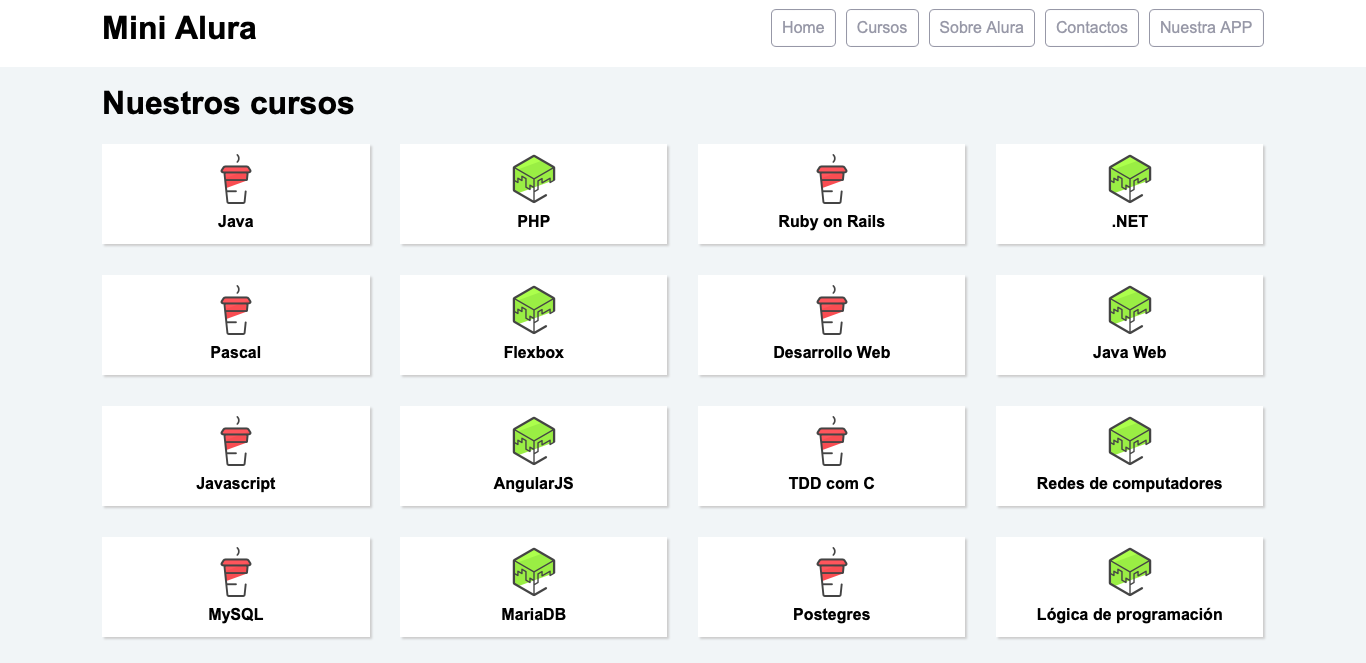 Mini Alura
Home Cursos Sobre Alura Contactos Nuestra APP
Nuestros cursos
Java PHP Ruby on Rails .NET
Pascal Flexbox Desarrollo Web Java Web
Javascript AngularJS TDD com C Redes de computadores
MySQL MariaDB Postegres Lógica de programación